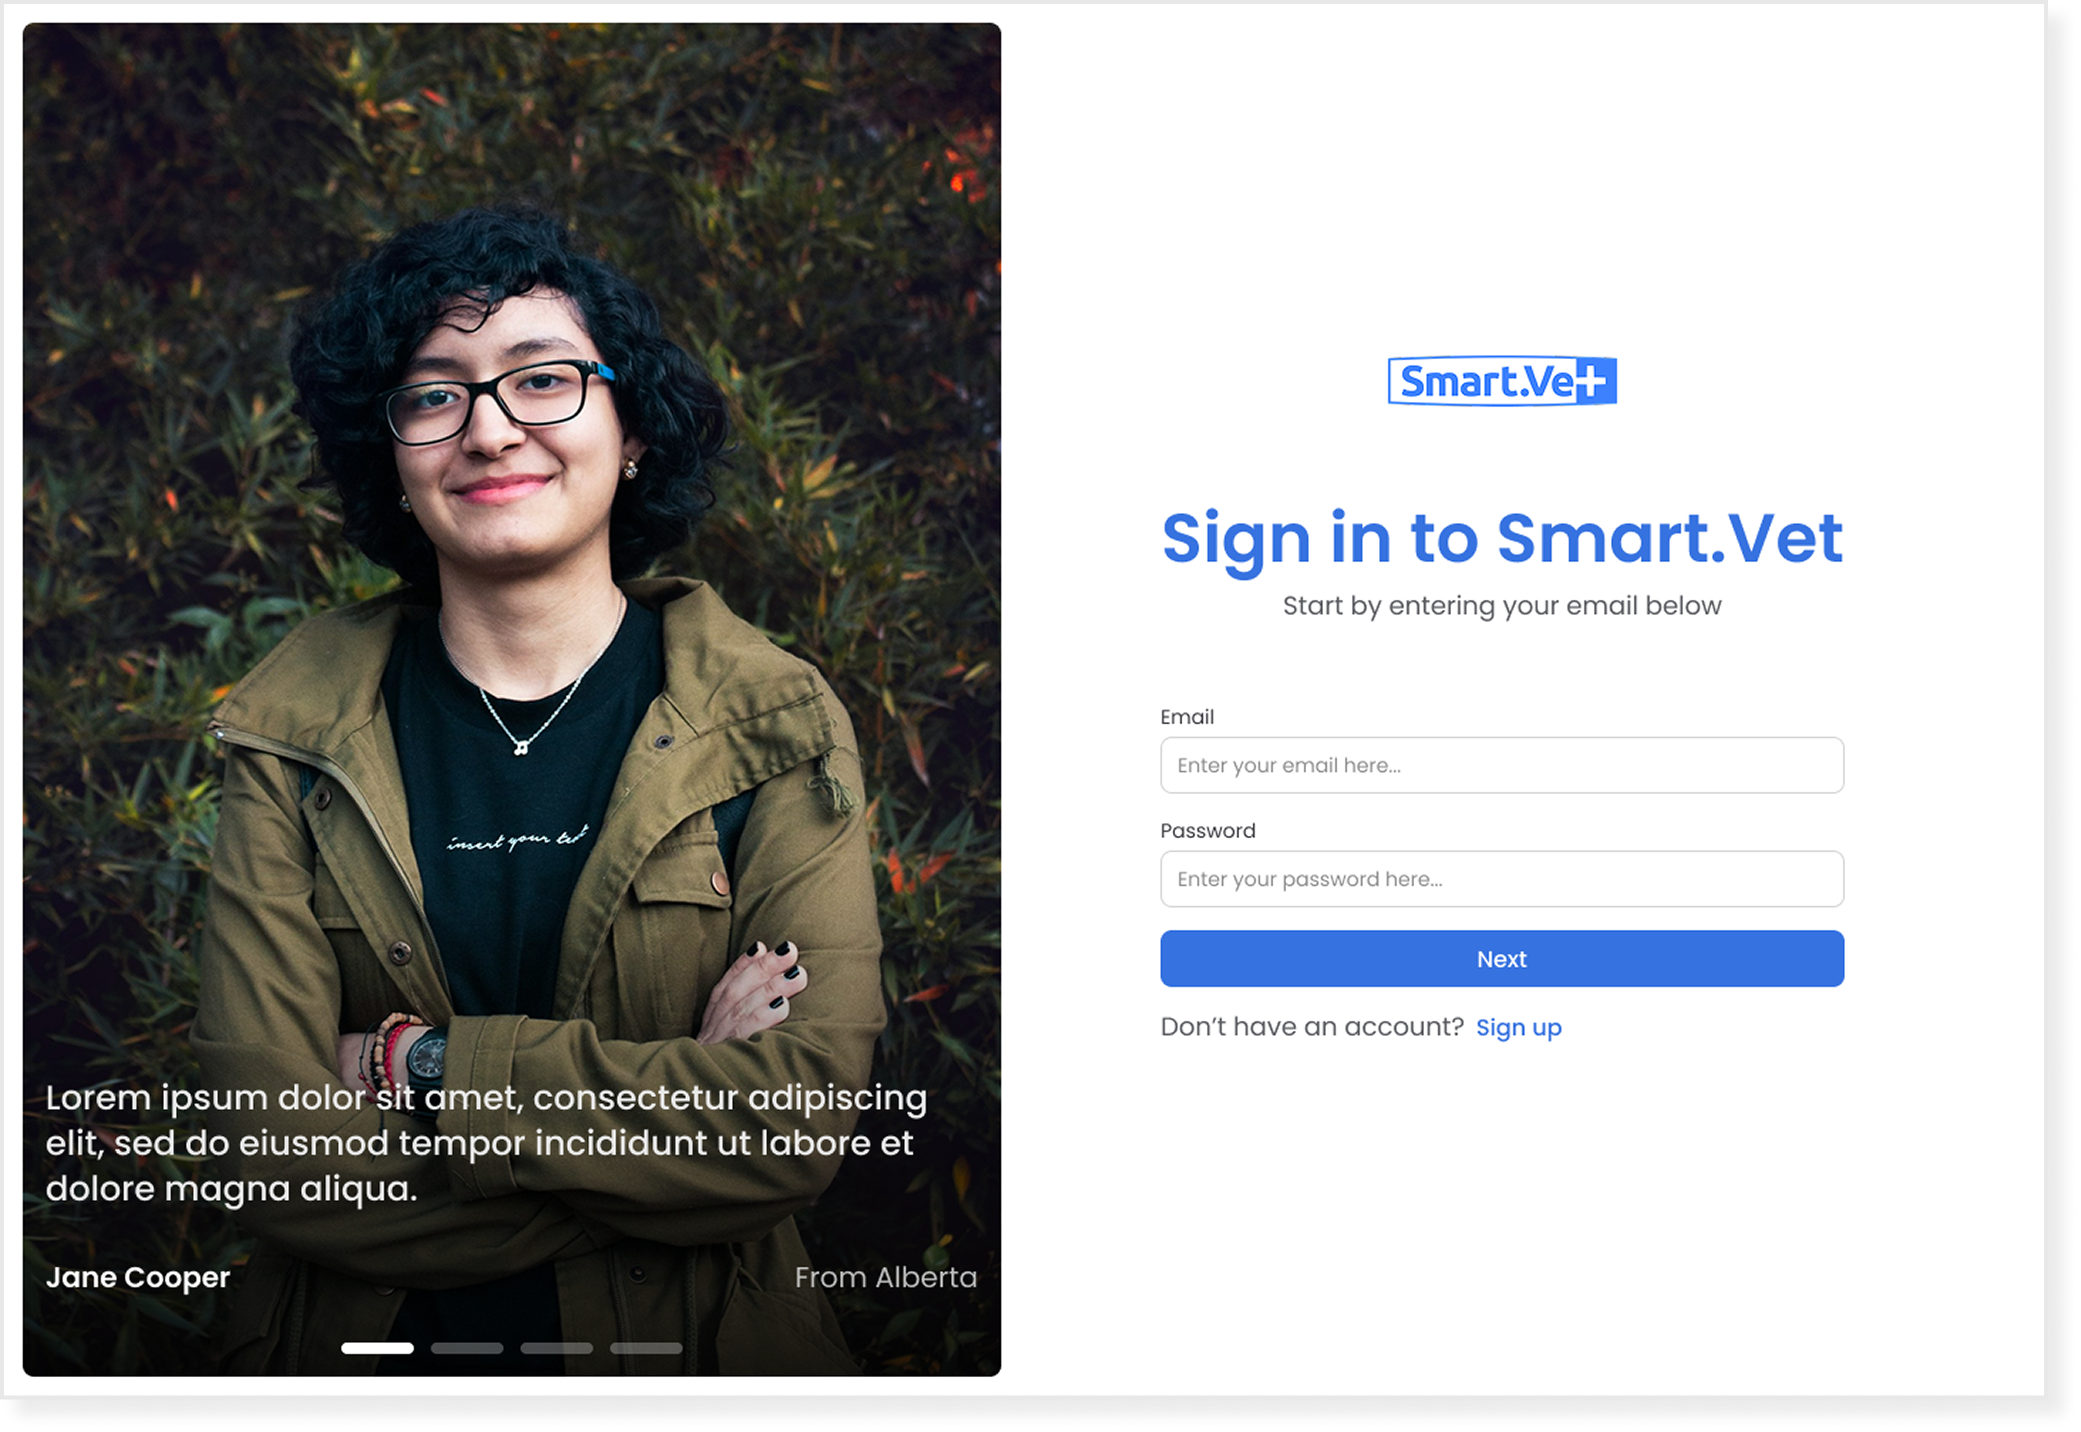 insert your text
Lorem ipsum dolor sit amet, consectetur adipiscing
elit, sed do eiusmod tempor incididunt ut labore et
dolore magna aliqua.
Jane Cooper
From Alberta
Smart.Vet
Sign in to Smart.Vet
Start by entering your email below
Email
Enter your email here...
Password
Enter your password here...
Next
Don’t have an account? Sign up